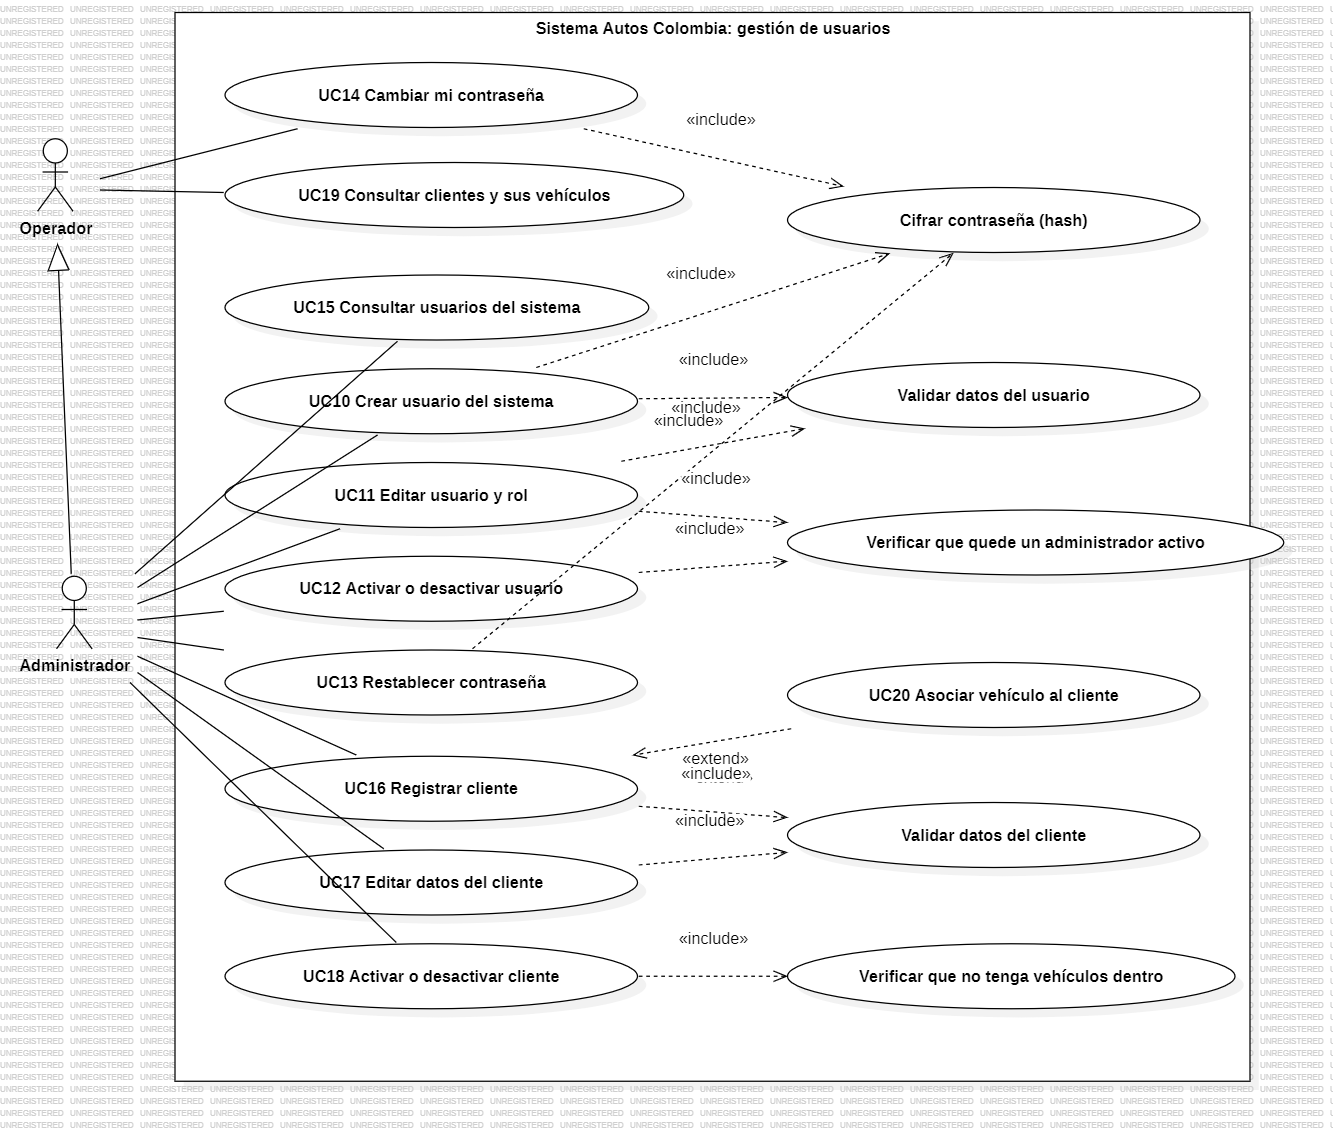 Sistema Autos Colombia: gestión de usuarios
UC14 Cambiar mi contraseña
«include»
Operador
UC19 Consultar clientes y sus vehículos
Cifrar contraseña (hash)
«include»
UC15 Consultar usuarios del sistema
«include»
UC10 Crear usuario del sistema
Validar datos del usuario
«include»
«include»
«include»
UC11 Editar usuario y rol
«include»
Verificar que quede un administrador activo
UC12 Activar o desactivar usuario
Administrador
UC13 Restablecer contraseña
UC20 Asociar vehículo al cliente
«extend»
«include»
UC16 Registrar cliente
«include»
Validar datos del cliente
UC17 Editar datos del cliente
«include»
UC18 Activar o desactivar cliente
Verificar que no tenga vehículos dentro